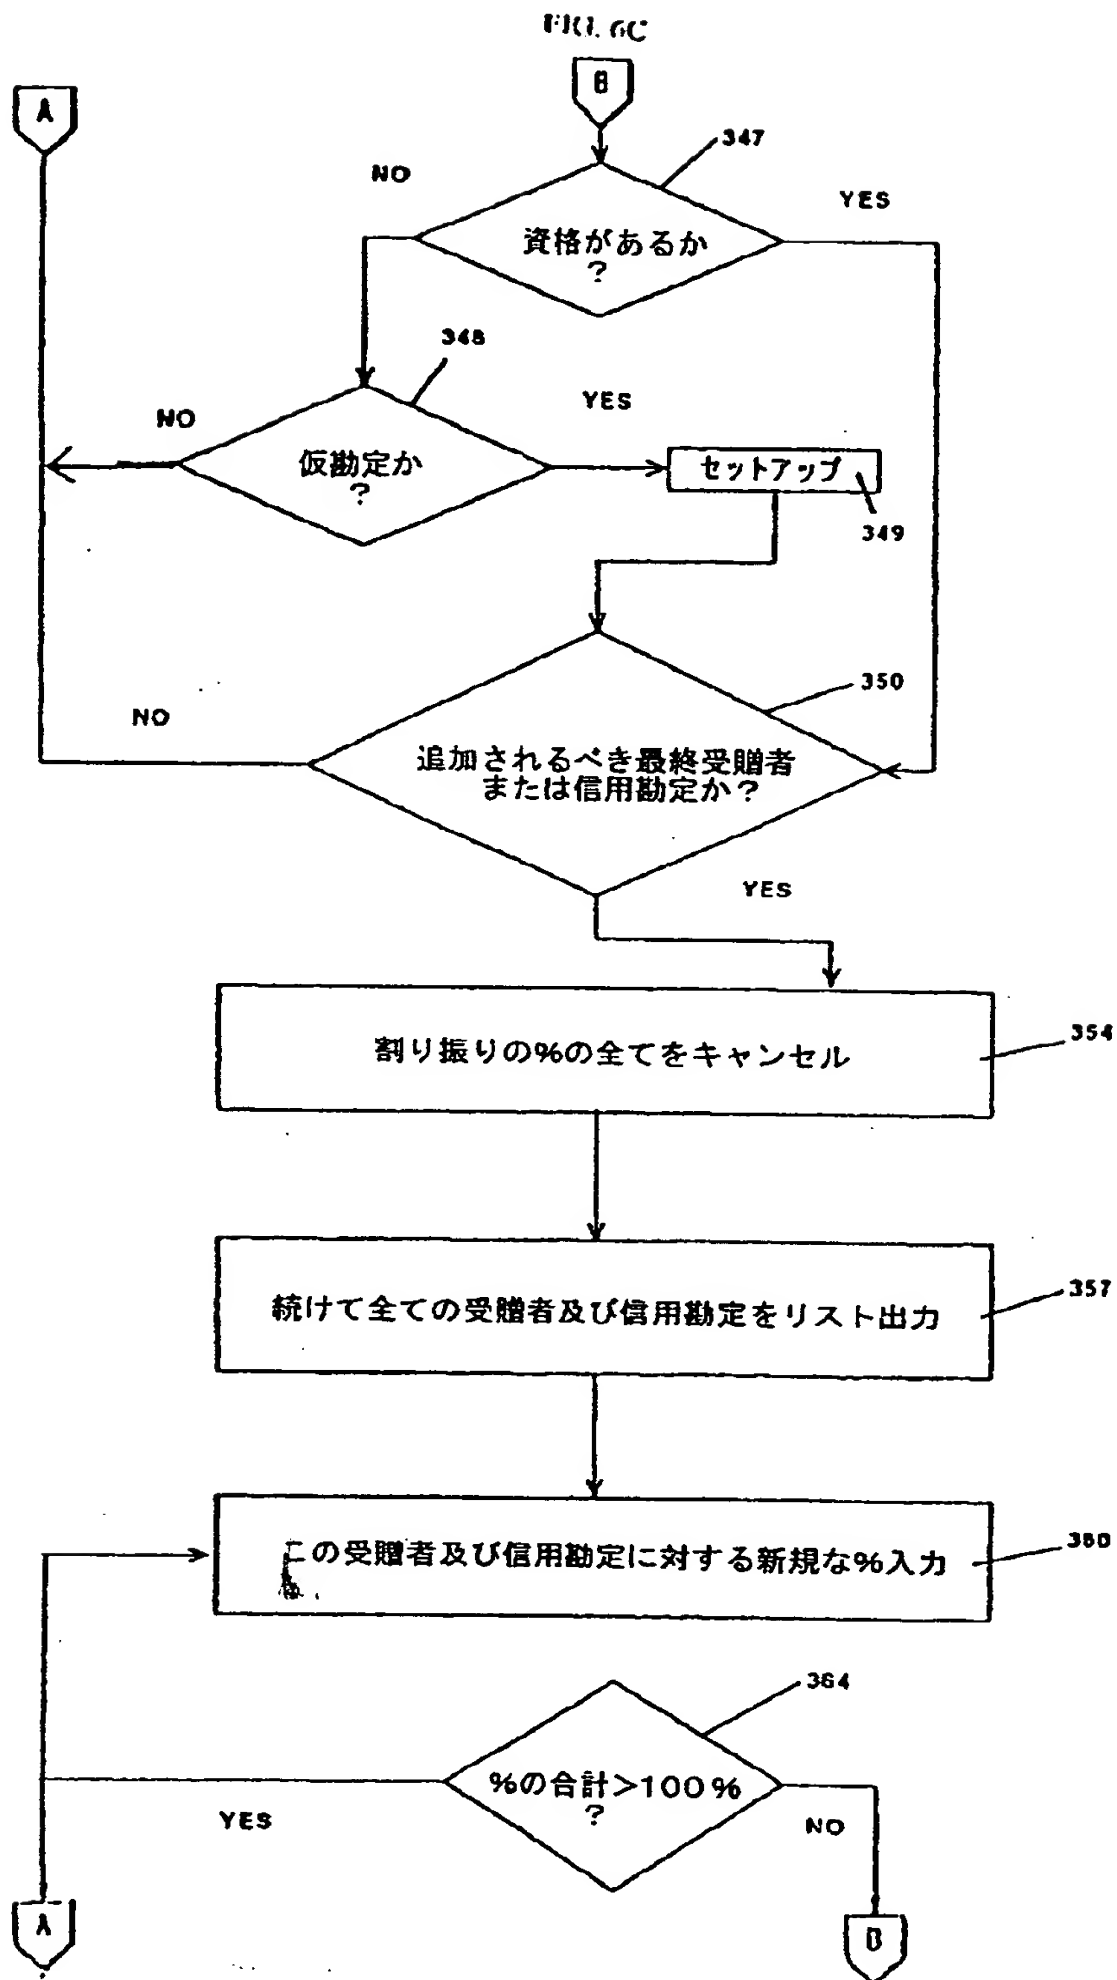 FIG. 6C
B
A
347
NO
YES
資格があるか
?
348
NO
YES
仮勘定か
?
セットアップ
349
350
NO
追加されるべき最終受贈者
または信用勘定か?
YES
割り振りの%の全てをキャンセル
354
続けて全ての受贈者及び信用勘定をリスト出力
357
この受贈者及び信用勘定に対する新規な%入力
360
364
%の合計>100%
?
YES
NO
A